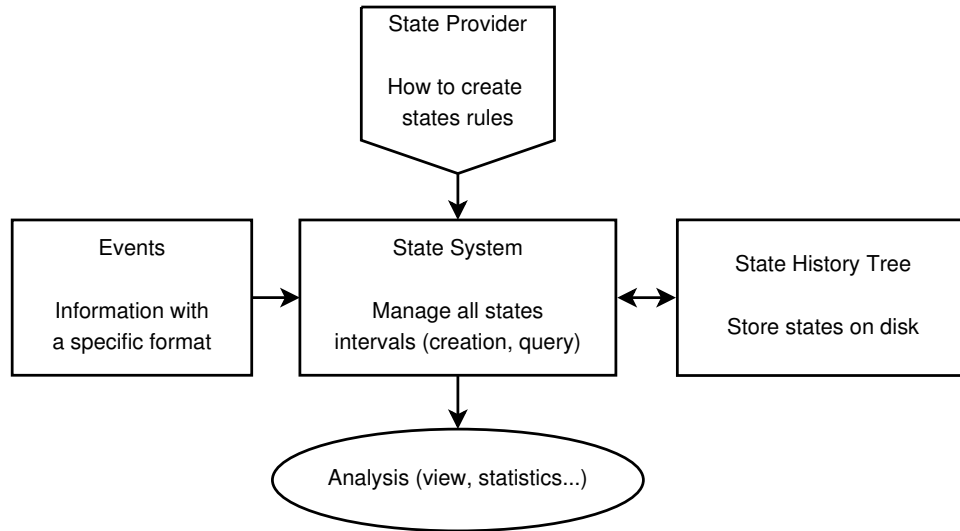 State Provider
How to create
states rules
Events
Information with
a specific format
State System
Manage all states
intervals (creation, query)
State History Tree
Store states on disk
Analysis (view, statistics...)